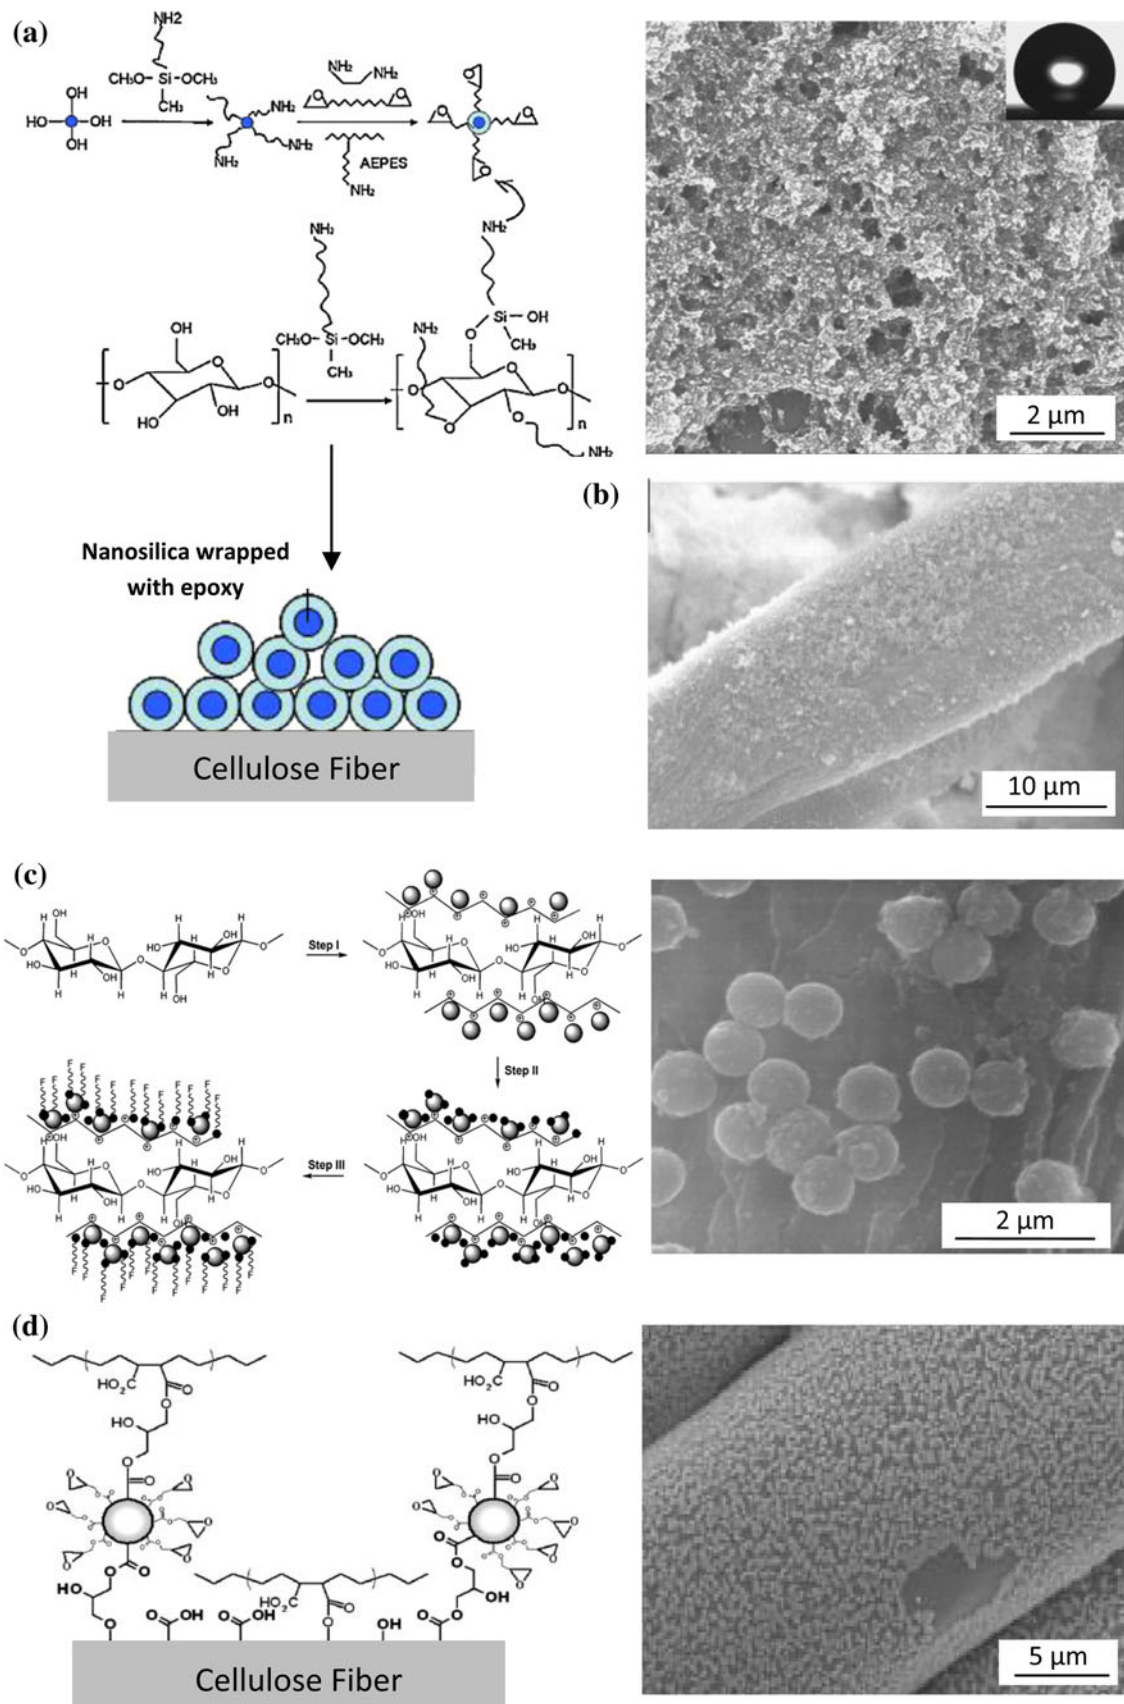 (a)
NH2
CH₃O–Si–OCH₃
CH₃
OH
HO OH
OH
NH₂
NH₂
NH₂
NH₂
NH₂
O O
AEPES
NH₂
O
O O
O
NH₂
NH₂
CH₃O–Si–OCH₃
CH₃
Si–OH
CH₃
O
NH₂
OH
O
O
O
HO
OH
n
O
O
O
O
O
n
NH₂
2 µm
(b)
Nanosilica wrapped
with epoxy
Cellulose Fiber
10 µm
(c)
Step I
Step II
Step III
2 µm
(d)
HO₂C
O
O
HO
O
O
HO₂C
O
O
HO
O
O
O
O
HO
O
HO₂C
O
O
O
OH
O
OH
OH
O
O
O
O
OH
Cellulose Fiber
5 µm